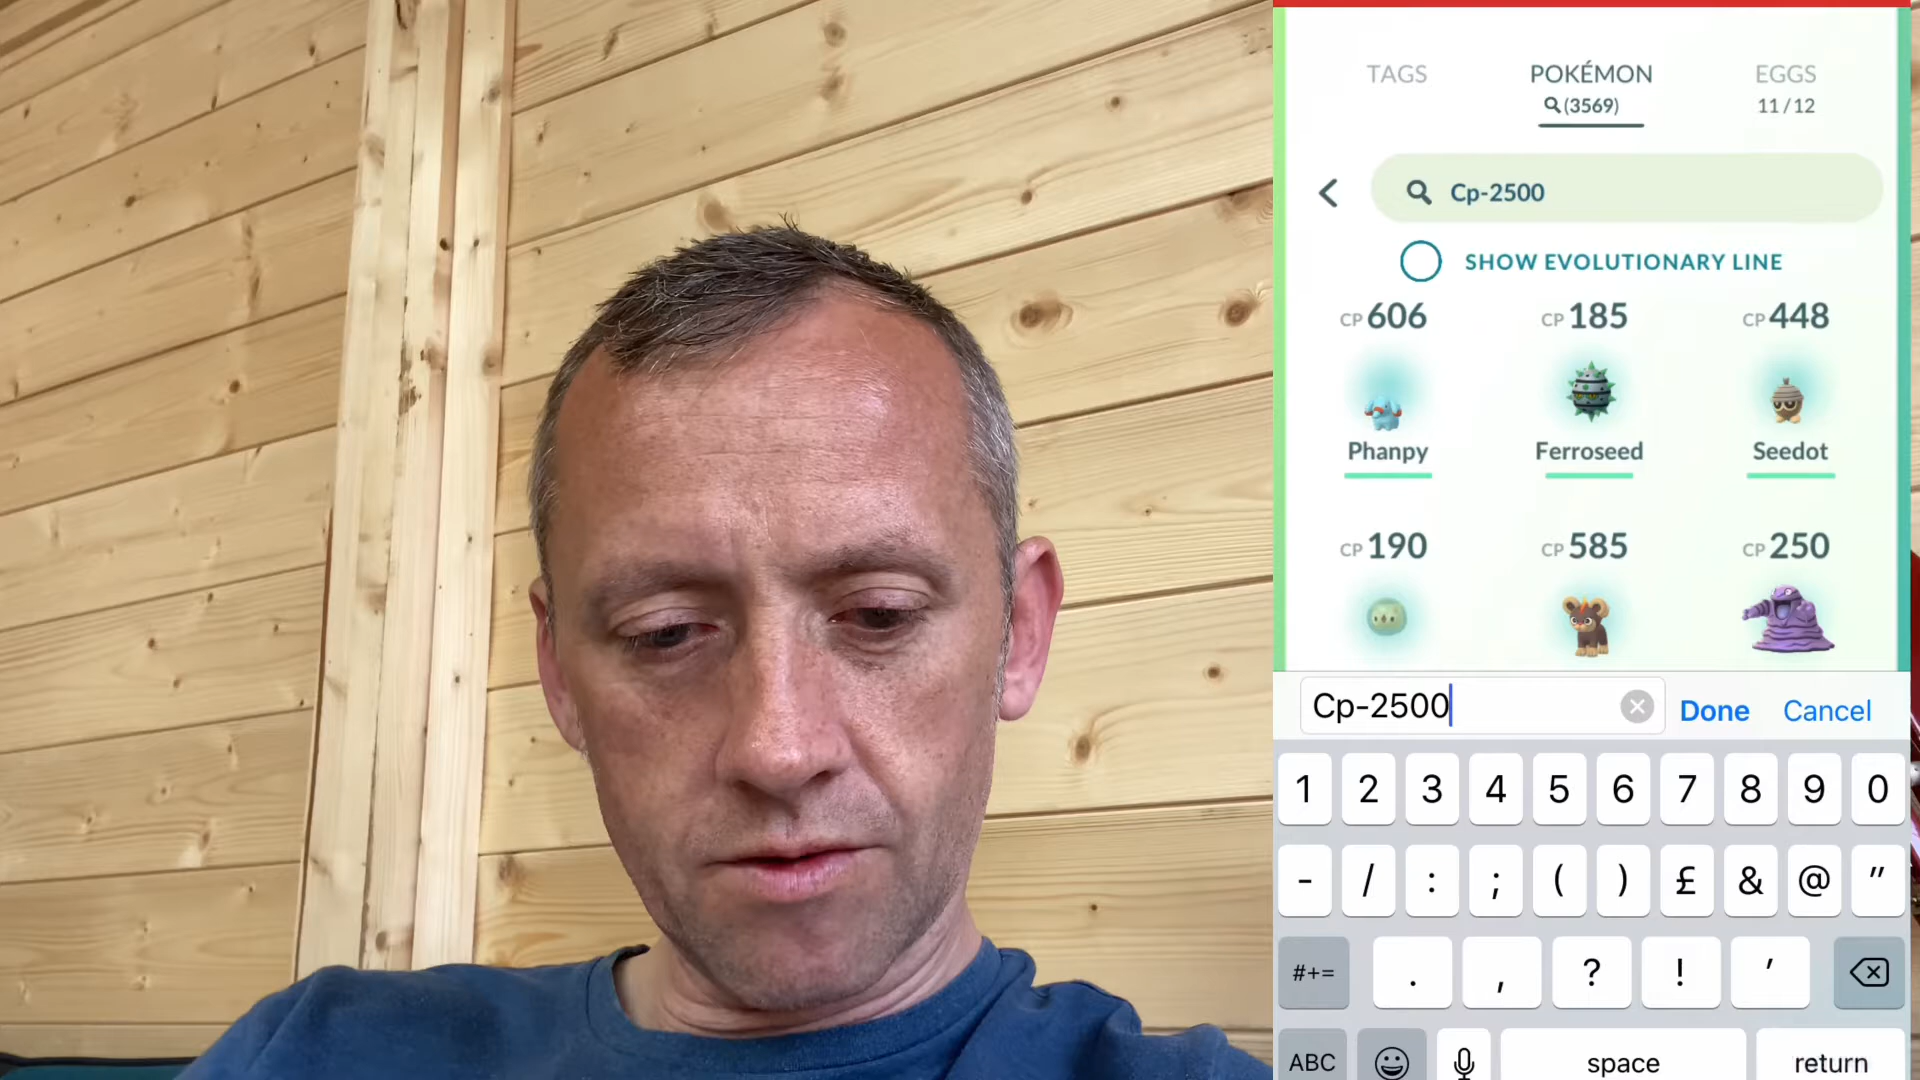 TAGS POKÉMON EGGS
(3569) 11 / 12
Cp-2500
SHOW EVOLUTIONARY LINE
CP 606 CP 185 CP 448
Phanpy Ferroseed Seedot
CP 190 CP 585 CP 250
Cp-2500 Done Cancel
1 2 3 4 5 6 7 8 9 0
- / : ; ( ) £ & @ "
#+= . , ? ! '
ABC space return